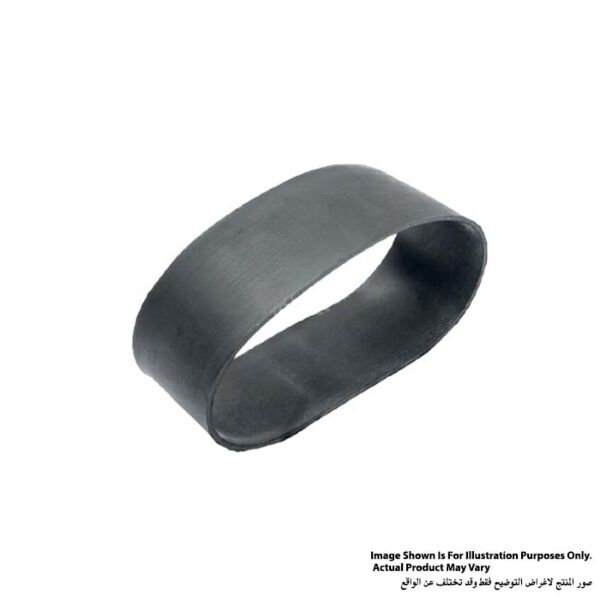 Image Shown Is For Illustration Purposes Only.
Actual Product May Vary
صور المنتج لاغراض التوضيح فقط وقد تختلف عن الواقع